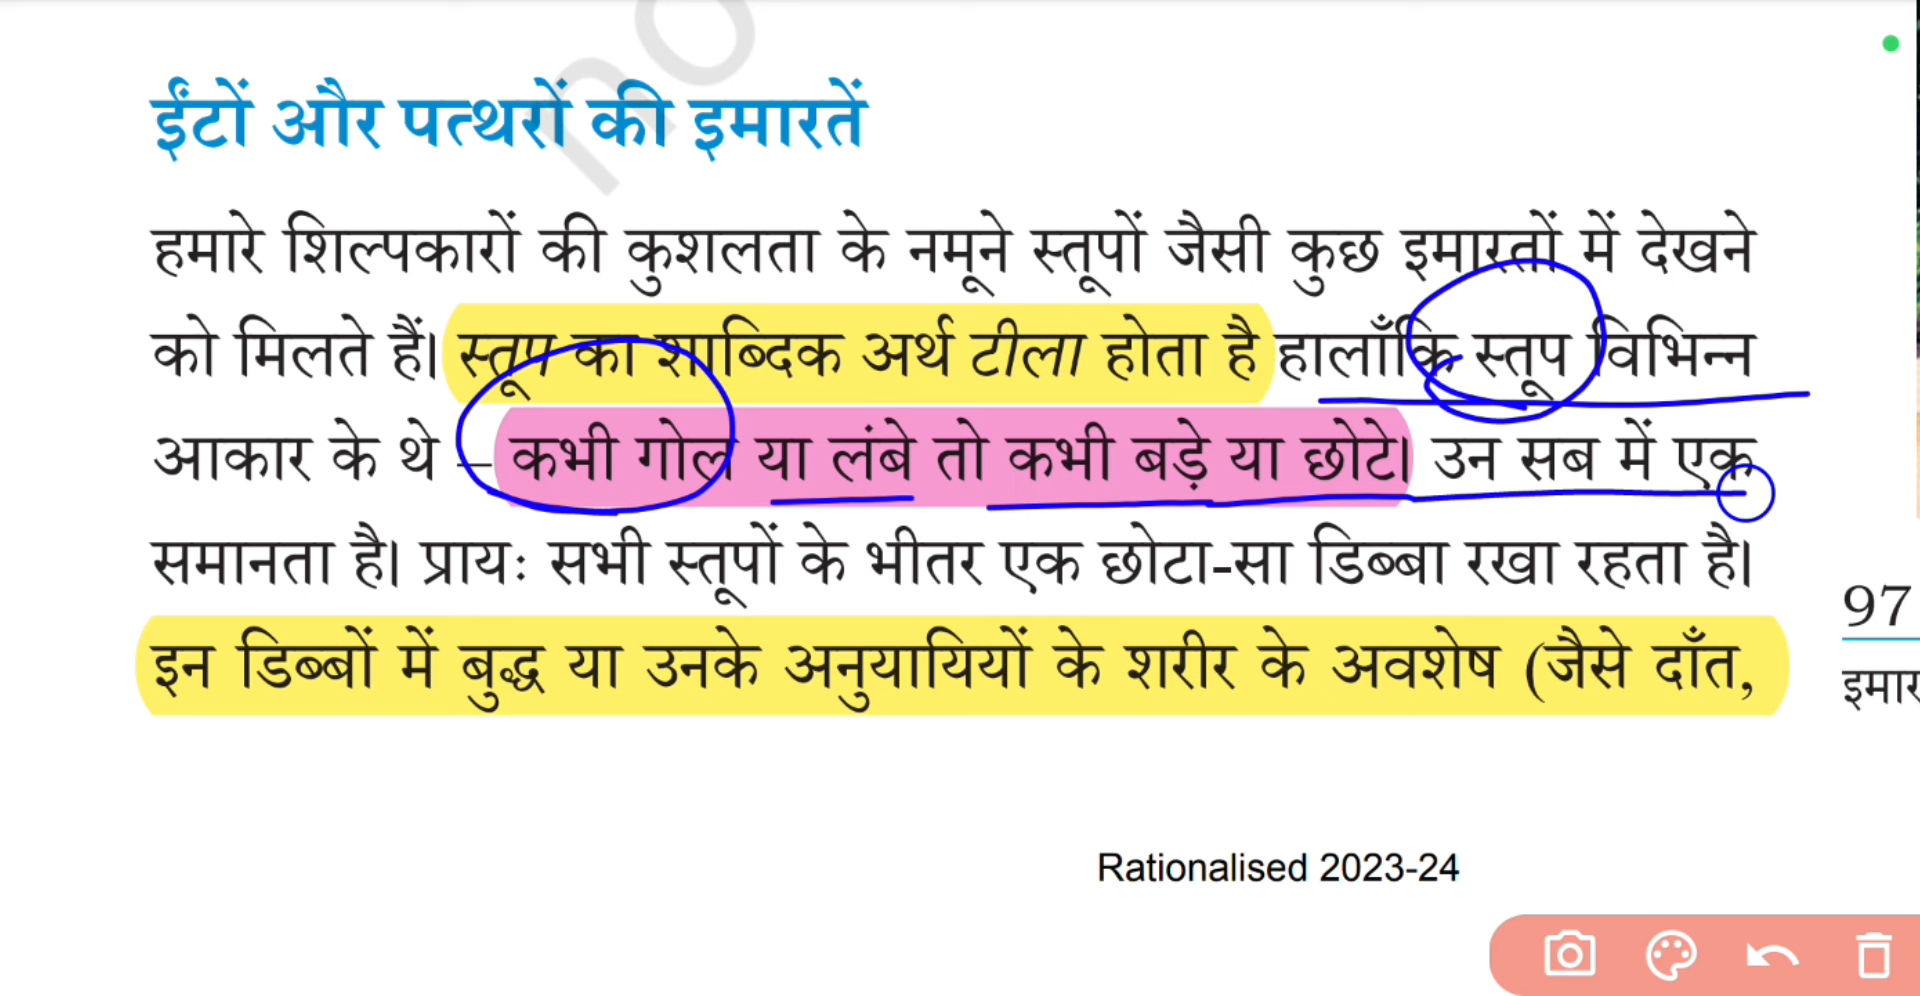 ईंटों और पत्थरों की इमारतें
हमारे शिल्पकारों की कुशलता के नमूने स्तूपों जैसी कुछ इमारतों में देखने
को मिलते हैं। स्तूप का शाब्दिक अर्थ टीला होता है हालाँकि स्तूप विभिन्न
आकार के थे – कभी गोल या लंबे तो कभी बड़े या छोटे। उन सब में एक
समानता है। प्रायः सभी स्तूपों के भीतर एक छोटा-सा डिब्बा रखा रहता है।
इन डिब्बों में बुद्ध या उनके अनुयायियों के शरीर के अवशेष (जैसे दाँत,
97
Rationalised 2023-24